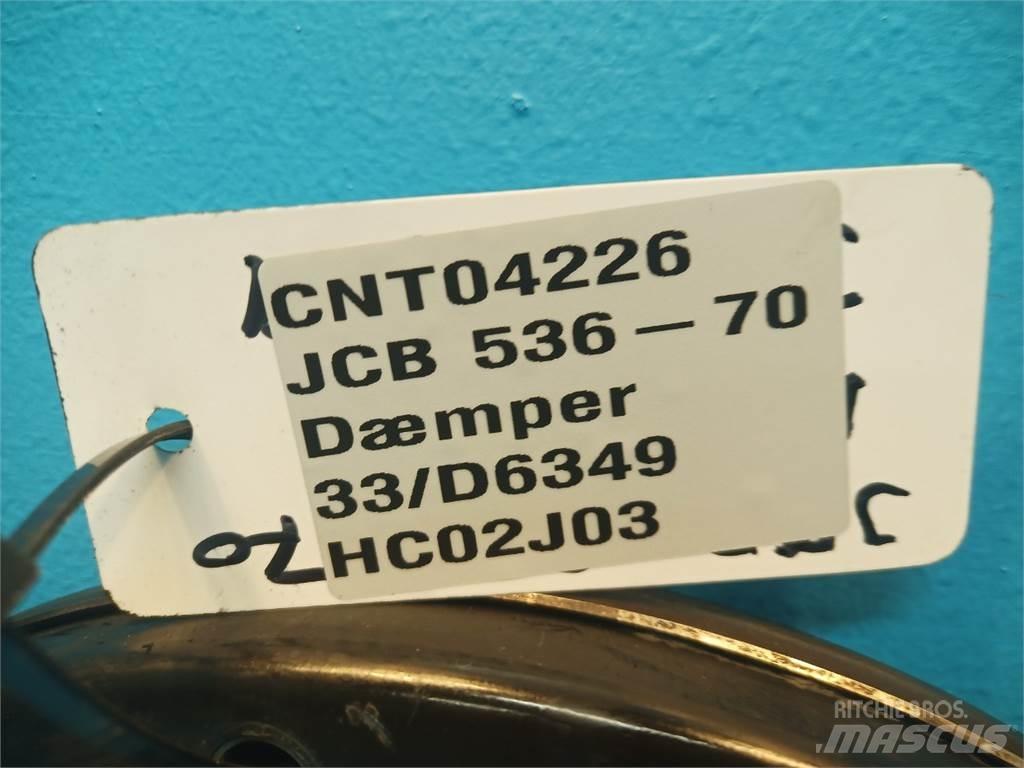 CNT04226
JCB 536-70
Dæmper
33/D6349
HC02J03
RITCHIE BROS.
MASCUS